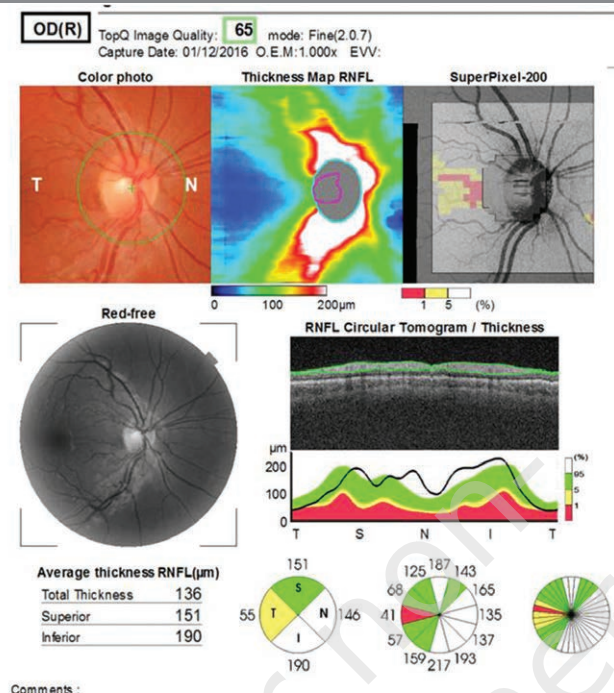 OD(R) TopQ Image Quality: 65 mode: Fine(2.0.7)
Capture Date: 01/12/2016 O.E.M:1.000x EVV:
Color photo Thickness Map RNFL SuperPixel-200
T N
0 100 200µm
1 5 (%)
Red-free RNFL Circular Tomogram / Thickness
µm
200
100
0
T S N I T
(%)
95
5
1
Average thickness RNFL(µm)
Total Thickness 136
Superior 151
Inferior 190
151
S
55 T N 146
I
190
125 187 143
68 165
41 135
57 137
159 217 193
Comments :